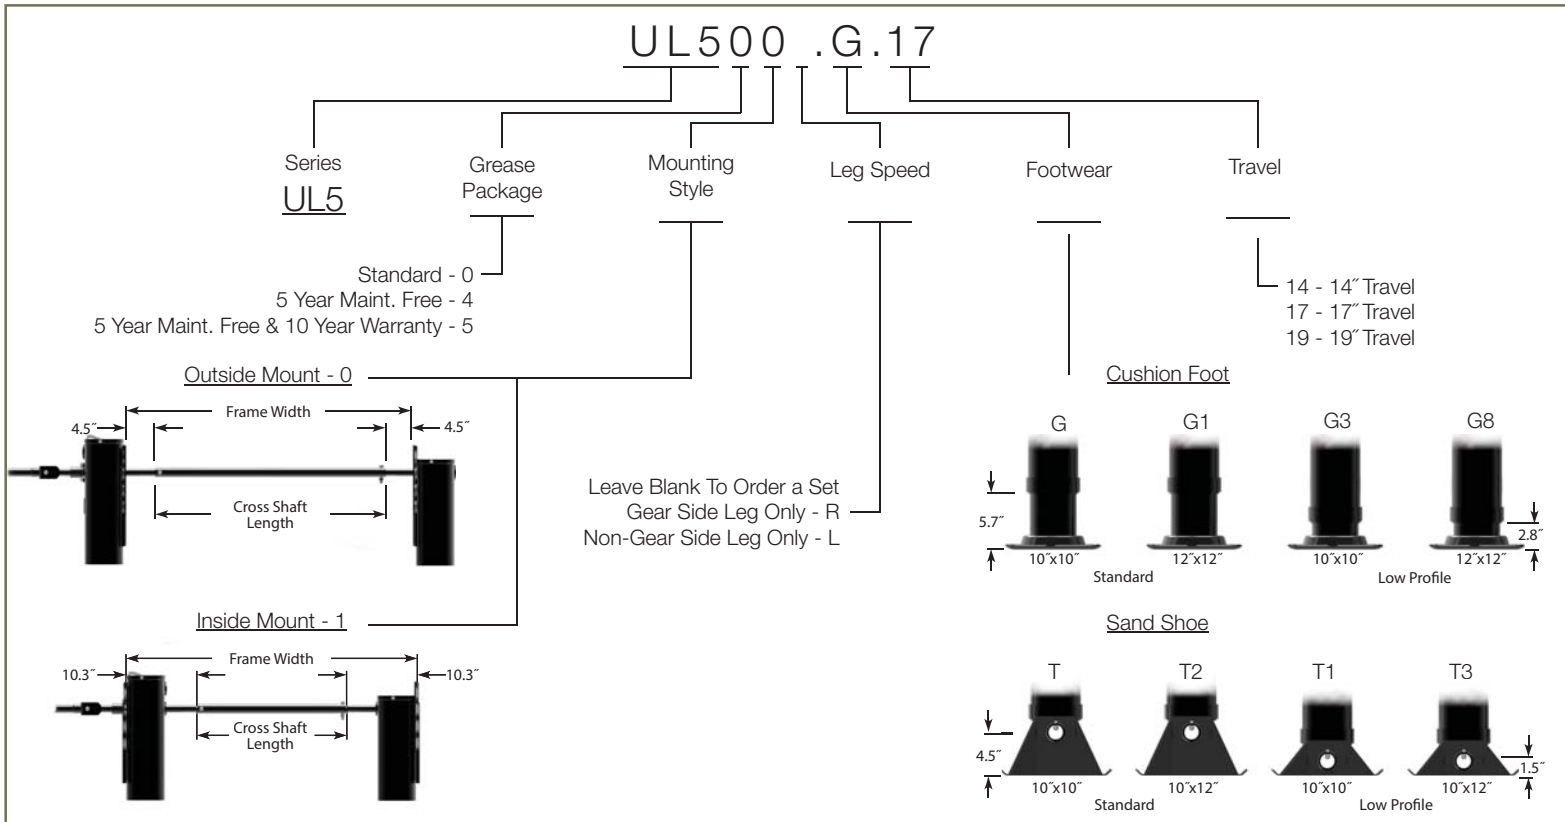 UL500 .G.17
Series
UL5
Grease
Package
Mounting
Style
Leg Speed
Footwear
Travel
Standard - 0
5 Year Maint. Free - 4
5 Year Maint. Free & 10 Year Warranty - 5
14 - 14˝ Travel
17 - 17˝ Travel
19 - 19˝ Travel
Outside Mount - 0
Frame Width
4.5˝
4.5˝
Cross Shaft
Length
Leave Blank To Order a Set
Gear Side Leg Only - R
Non-Gear Side Leg Only - L
Inside Mount - 1
Frame Width
10.3˝
10.3˝
Cross Shaft
Length
Cushion Foot
G G1 G3 G8
5.7˝
2.8˝
10˝x10˝ 12˝x12˝ 10˝x10˝ 12˝x12˝
Standard Low Profile
Sand Shoe
T T2 T1 T3
4.5˝
1.5˝
10˝x10˝ 10˝x12˝ 10˝x10˝ 10˝x12˝
Standard Low Profile